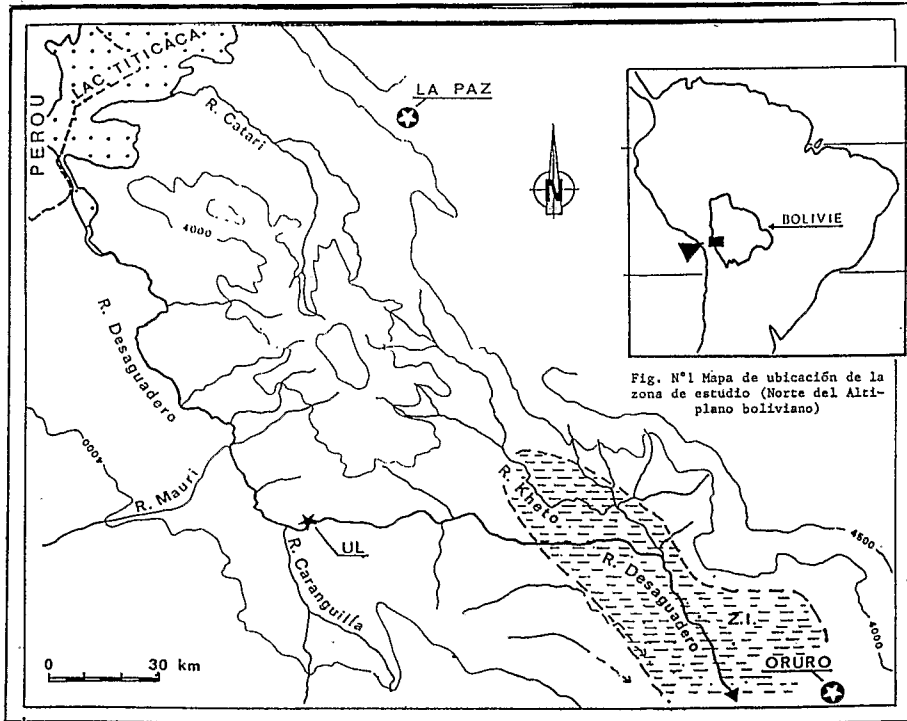 LAC TITICACA
PEROU
LA PAZ
R. Catari
N
BOLIVIE
4000
R. Desaguadero
Fig. N°1 Mapa de ubicación de la
zona de estudio (Norte del Alti-
plano boliviano)
4000
R. Mauri
R. Kheto
UL
R. Caranguilla
R. Desaguadero
4500
Z.I.
4000
0 30 km
ORURO